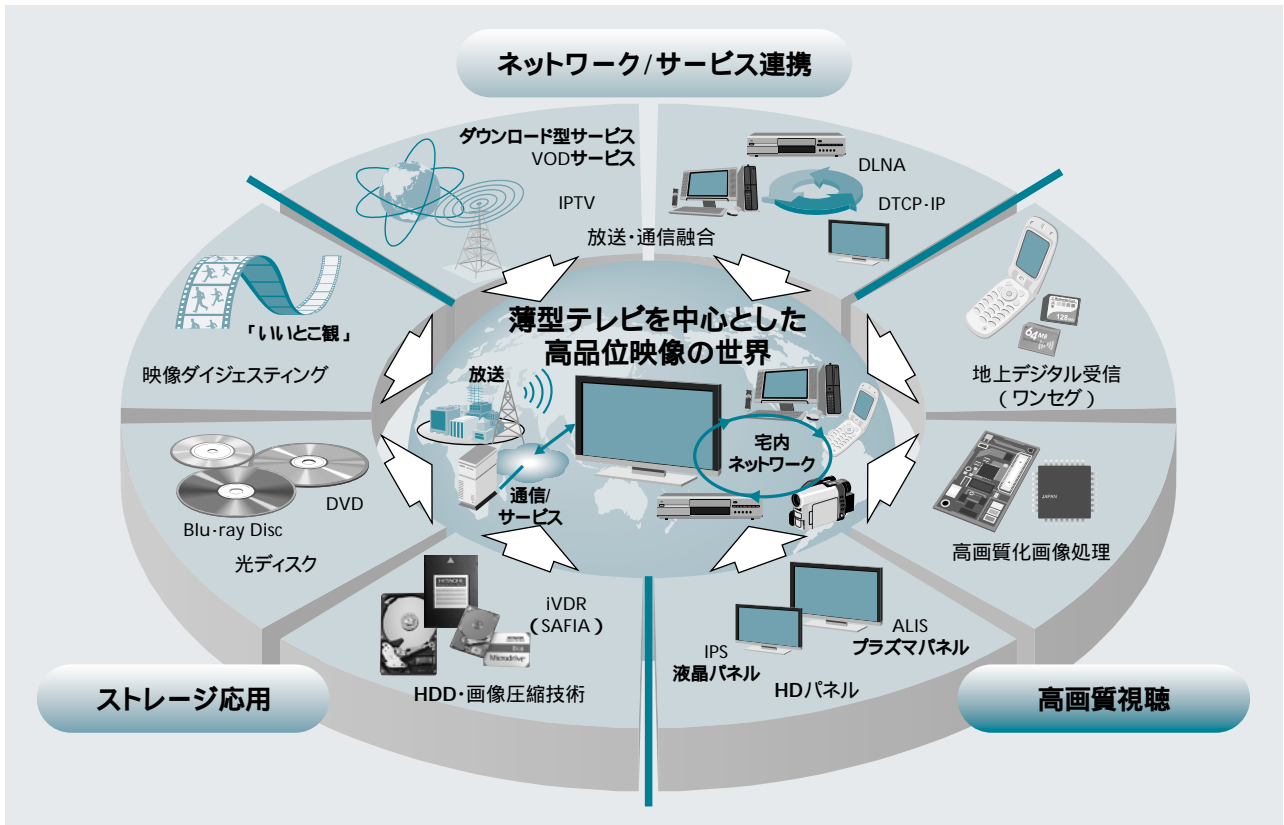 ネットワーク/サービス連携
ダウンロード型サービス
VODサービス
IPTV
放送・通信融合
DLNA
DTCP・IP
「いいとこ観」
映像ダイジェスティング
128MB
64MB
地上デジタル受信
(ワンセグ)
薄型テレビを中心とした
高品位映像の世界
放送
宅内
ネットワーク
通信/
サービス
DVD
Blu・ray Disc
光ディスク
JAPAN
高画質化画像処理
HITACHI
Microdrive
iVDR
(SAFIA)
HDD・画像圧縮技術
IPS
液晶パネル
ALIS
プラズマパネル
HDパネル
ストレージ応用
高画質視聴